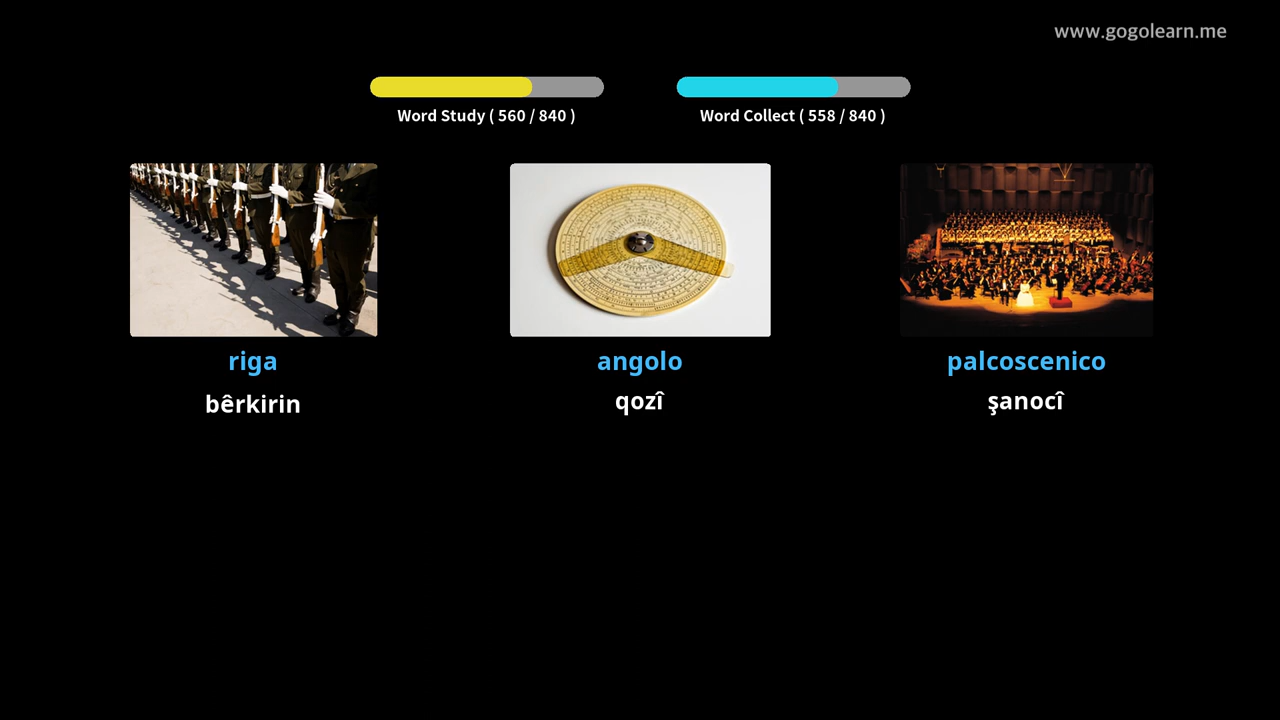 www.gogolearn.me
Word Study ( 560 / 840 )
Word Collect ( 558 / 840 )
riga
angolo
palcoscenico
bêrkirin
qozî
şanocî